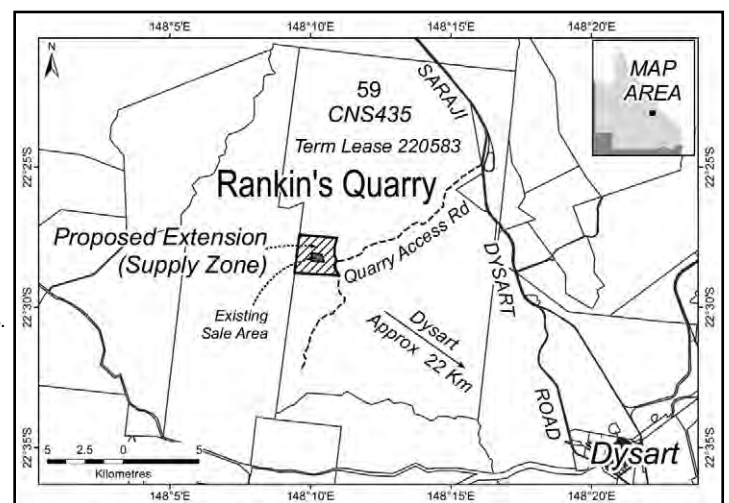 148°5'E 148°10'E 148°15'E 148°20'E
N
MAP
AREA
59
CNS435
Term Lease 220583
SARAJI
22°25'S 22°25'S
Rankin's Quarry
Proposed Extension
(Supply Zone)
Quarry Access Rd
DYSART
Existing
Sale Area
22°30'S 22°30'S
Dysart
Approx 22 Km
ROAD
22°35'S 22°35'S
Dysart
5 2.5 0 5
Kilometres
148°5'E 148°10'E 148°15'E 148°20'E